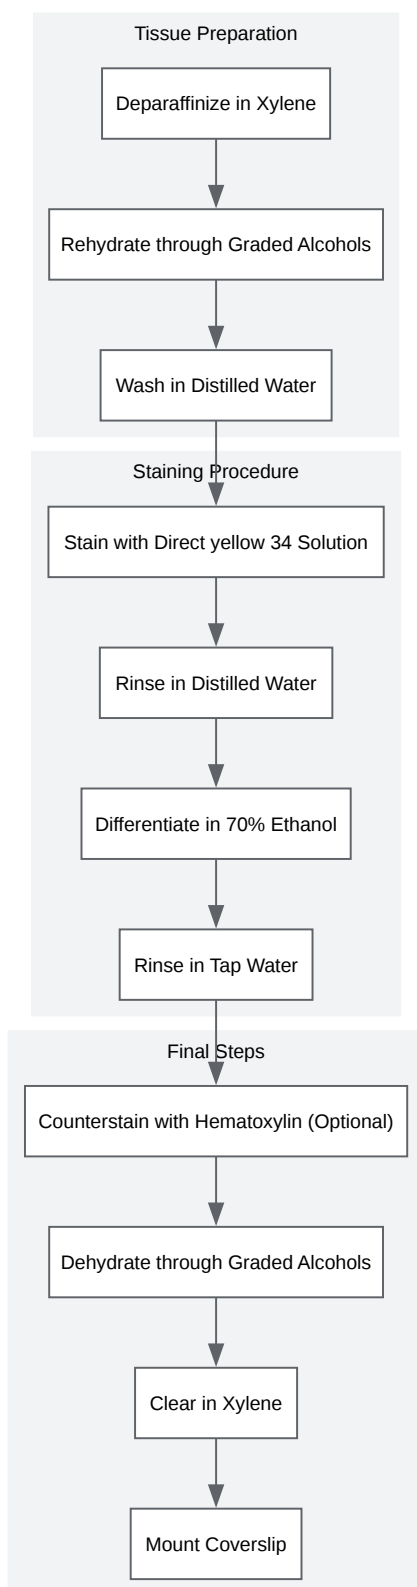 Tissue Preparation
Deparaffinize in Xylene
Rehydrate through Graded Alcohols
Wash in Distilled Water
Staining Procedure
Stain with Direct yellow 34 Solution
Rinse in Distilled Water
Differentiate in 70% Ethanol
Rinse in Tap Water
Final Steps
Counterstain with Hematoxylin (Optional)
Dehydrate through Graded Alcohols
Clear in Xylene
Mount Coverslip